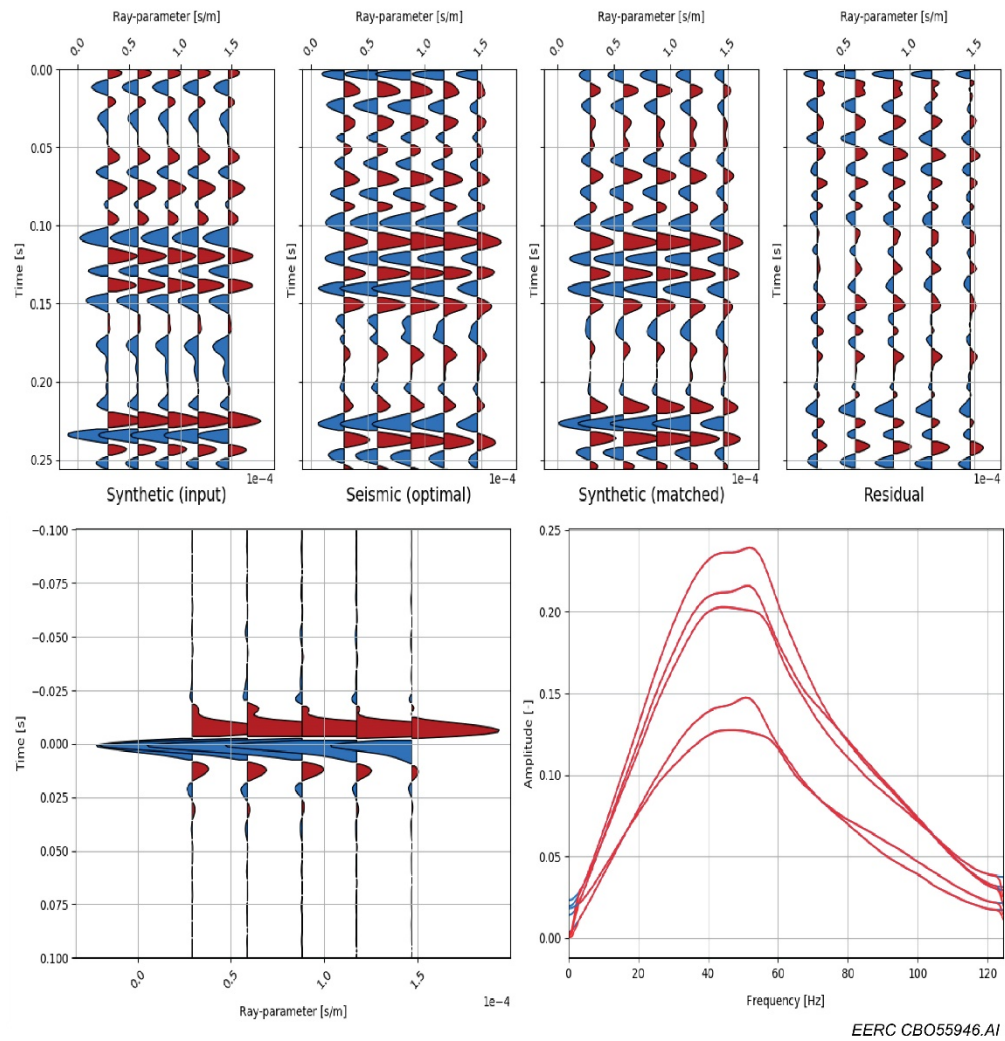 Ray-parameter [s/m] Ray-parameter [s/m] Ray-parameter [s/m] Ray-parameter [s/m]
0.0 0.5 1.0 1.5 0.0 0.5 1.0 1.5 0.0 0.5 1.0 1.5 0.5 1.0 1.5
0.00
0.05
0.10
0.15
0.20
0.25
Time [s] Time [s] Time [s] Time [s]
1e−4 1e−4 1e−4 1e−4
Synthetic (input) Seismic (optimal) Synthetic (matched) Residual
−0.100
−0.075
−0.050
−0.025
0.000
0.025
0.050
0.075
0.100
Time [s]
0.0 0.5 1.0 1.5
1e−4
Ray-parameter [s/m]
0.25
0.20
0.15
0.10
0.05
0.00
Amplitude [-]
0 20 40 60 80 100 120
Frequency [Hz]
EERC CBO55946.AI